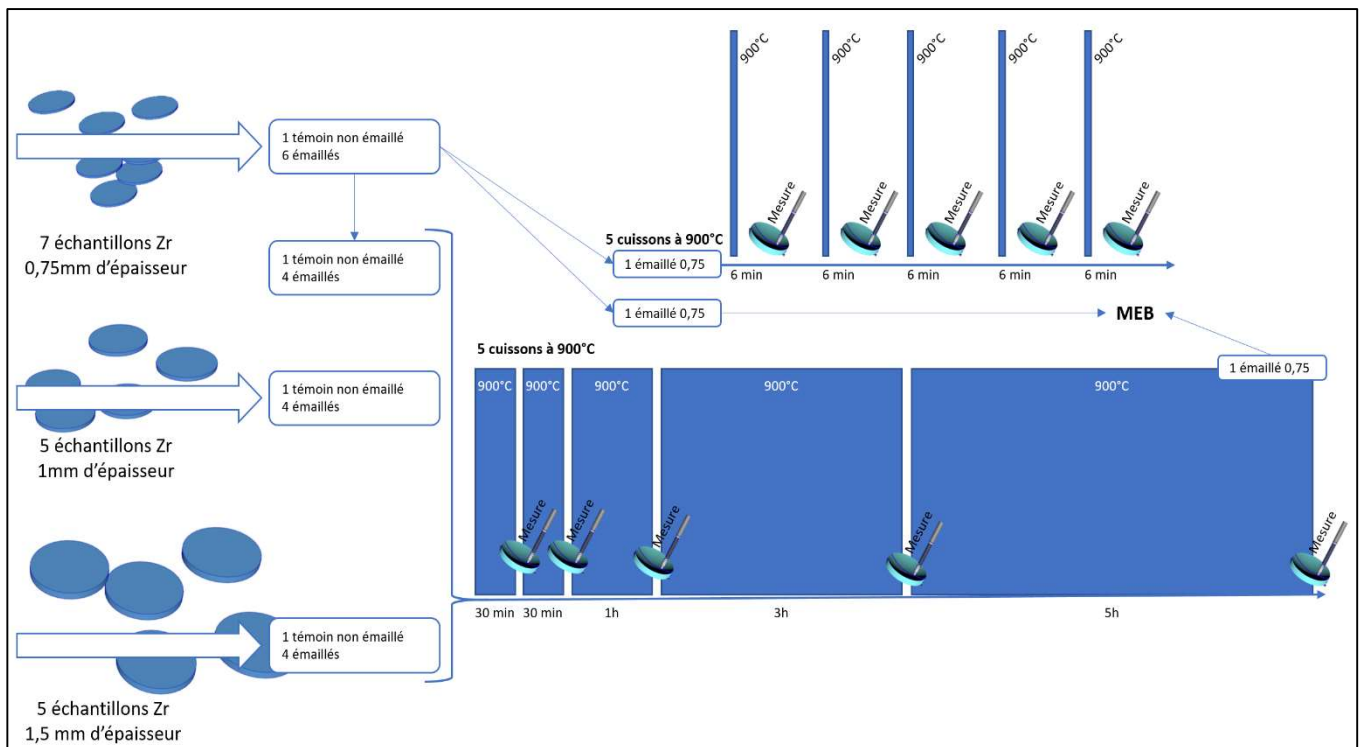 7 échantillons Zr
0,75mm d'épaisseur
1 témoin non émaillé
6 émaillés
1 témoin non émaillé
4 émaillés
5 échantillons Zr
1mm d'épaisseur
1 témoin non émaillé
4 émaillés
5 échantillons Zr
1,5 mm d'épaisseur
1 témoin non émaillé
4 émaillés
5 cuissons à 900°C
1 émaillé 0,75
900°C
Mesure
900°C
Mesure
900°C
Mesure
900°C
Mesure
900°C
Mesure
6 min
6 min
6 min
6 min
6 min
1 émaillé 0,75
MEB
1 émaillé 0,75
5 cuissons à 900°C
900°C
900°C
900°C
900°C
900°C
Mesure
Mesure
Mesure
Mesure
Mesure
30 min
30 min
1h
3h
5h